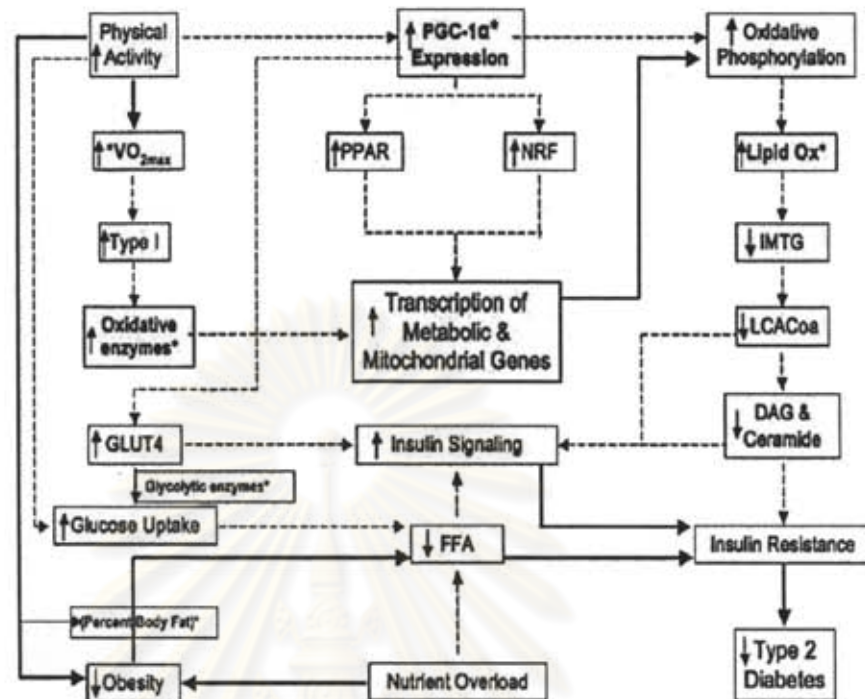 Physical
Activity
PGC-1α*
Expression
Oxidative
Phosphorylation
*VO2max
PPAR
NRF
Lipid Ox*
Type I
IMTG
Oxidative
enzymes*
Transcription of
Metabolic &
Mitochondrial Genes
LCACoa
DAG &
Ceramide
GLUT4
Insulin Signaling
Glycolytic enzymes*
Glucose Uptake
FFA
Insulin Resistance
(Percent Body Fat)*
Obesity
Nutrient Overload
Type 2
Diabetes